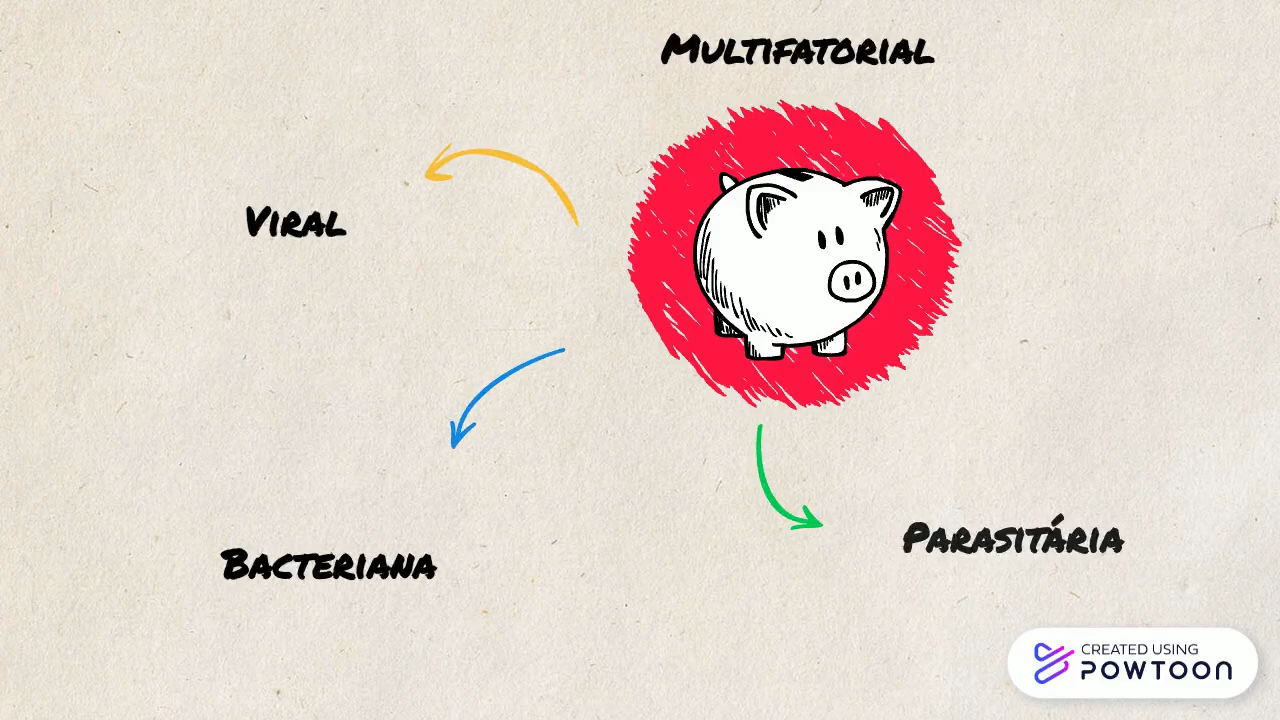 Multifatorial
Viral
Bacteriana
Parasitária
CREATED USING
POWTOON